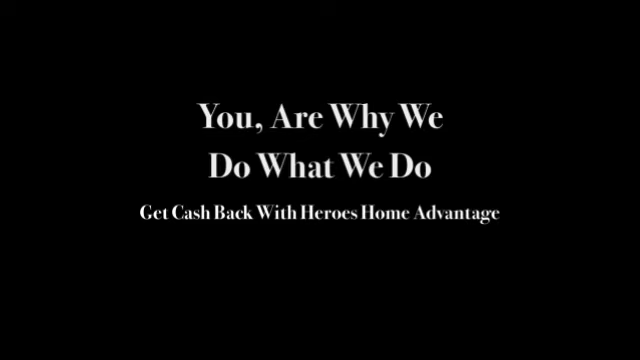 You, Are Why We
Do What We Do
Get Cash Back With Heroes Home Advantage